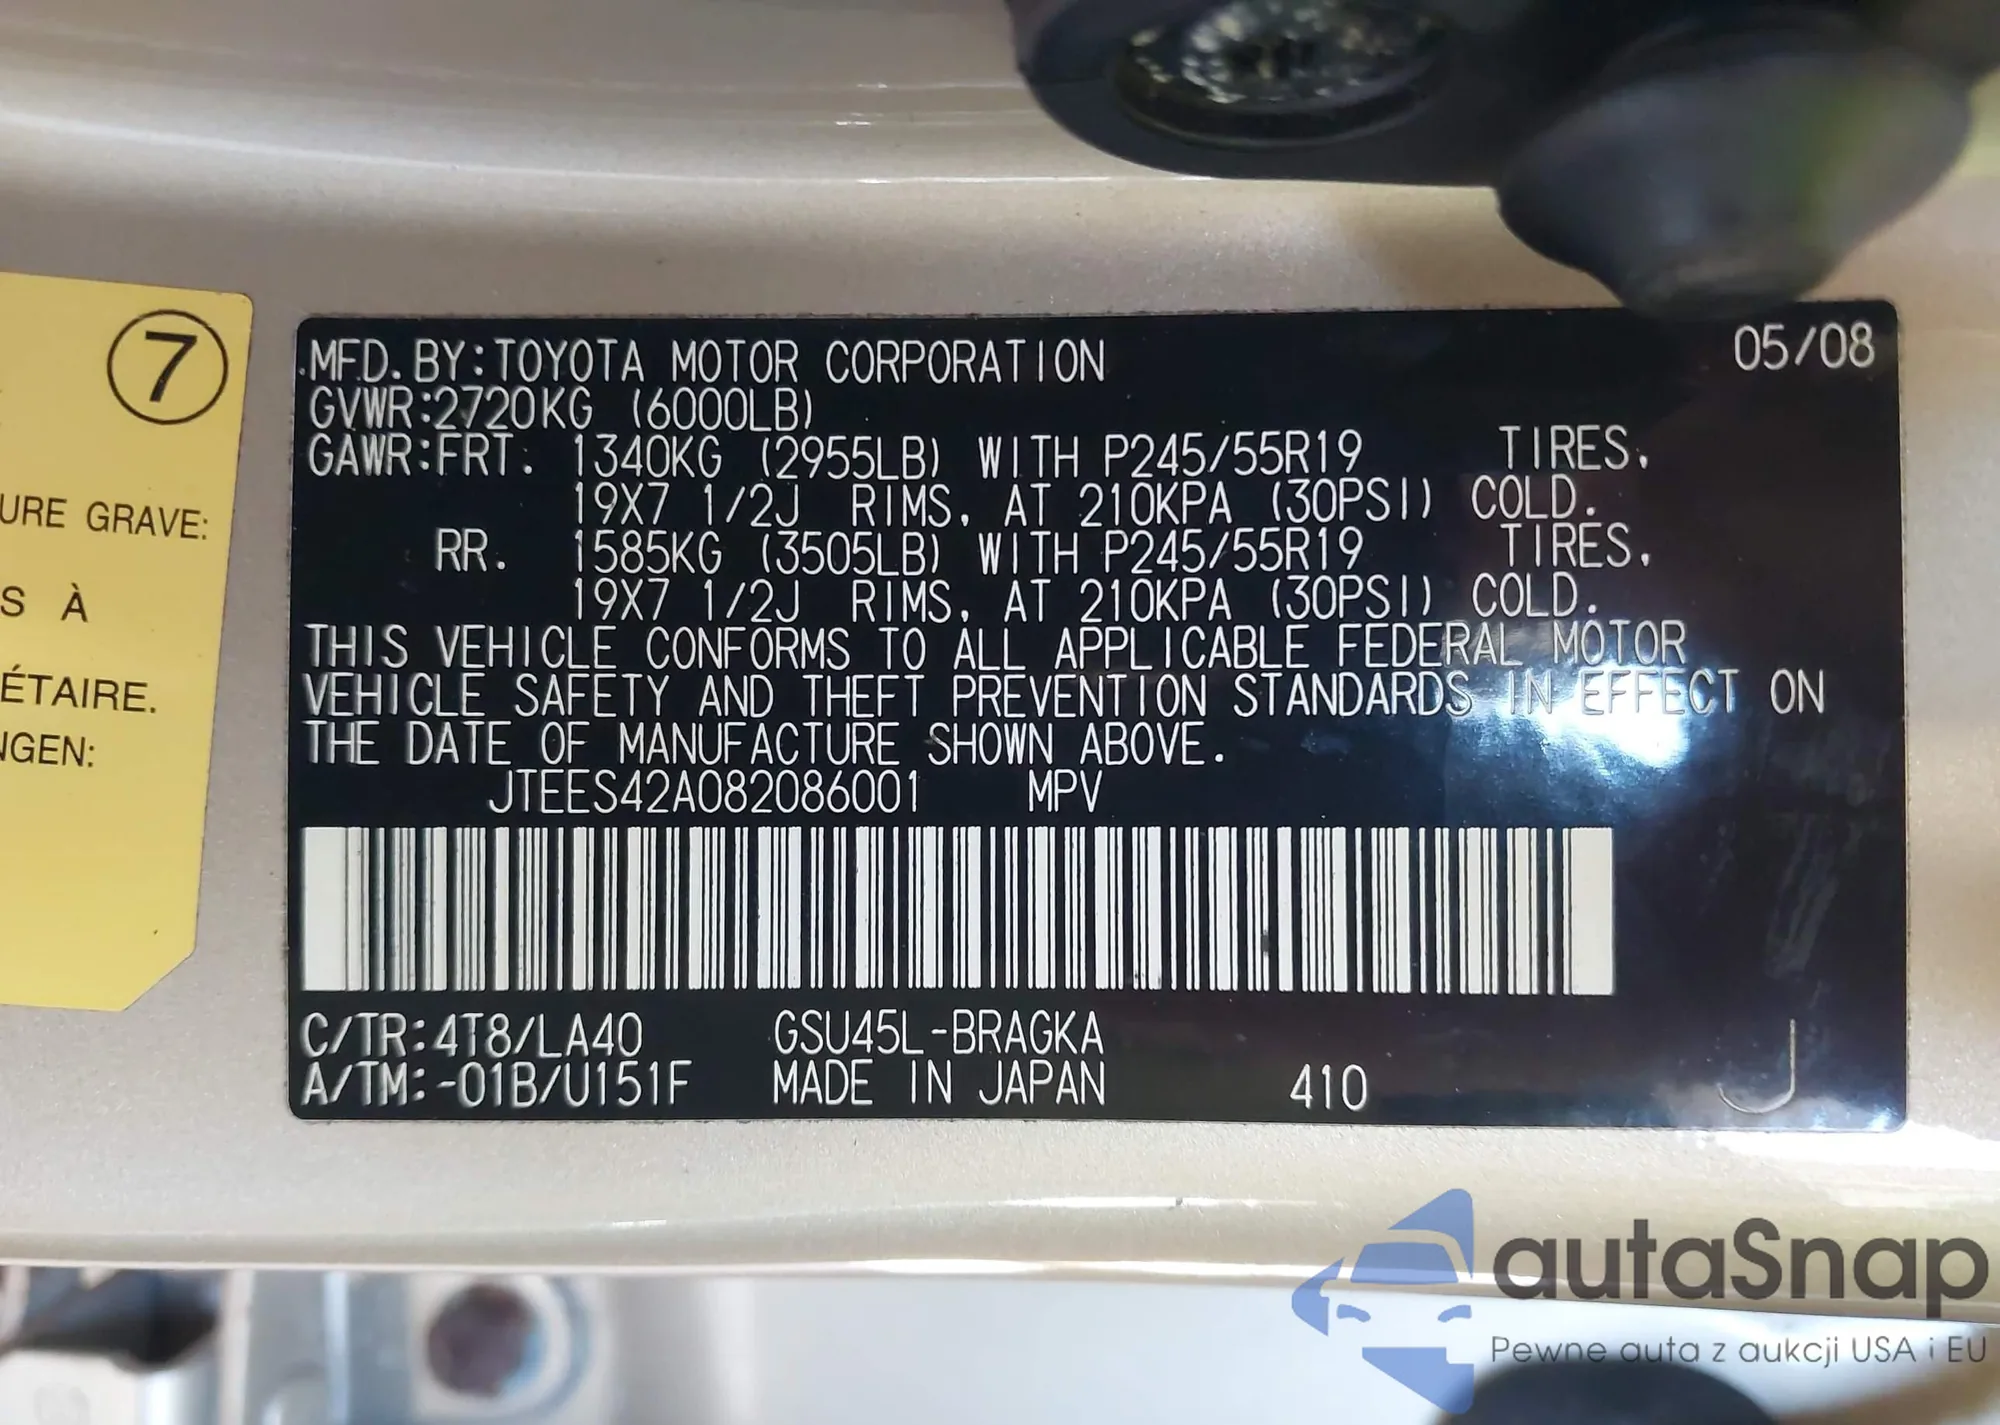 7
URE GRAVE:
S À
ÉTAIRE.
NGEN:
MFD. BY:TOYOTA MOTOR CORPORATION 05/08
GVWR:2720KG (6000LB)
GAWR:FRT. 1340KG (2955LB) WITH P245/55R19 TIRES,
19X7 1/2J RIMS, AT 210KPA (30PSI) COLD.
RR. 1585KG (3505LB) WITH P245/55R19 TIRES,
19X7 1/2J RIMS, AT 210KPA (30PSI) COLD.
THIS VEHICLE CONFORMS TO ALL APPLICABLE FEDERAL MOTOR
VEHICLE SAFETY AND THEFT PREVENTION STANDARDS IN EFFECT ON
THE DATE OF MANUFACTURE SHOWN ABOVE.
JTEES42A082086001 MPV
C/TR:4T8/LA40 GSU45L-BRAGKA
A/TM:-01B/U151F MADE IN JAPAN 410 J
autaSnap
Pewne auta z aukcji USA i EU